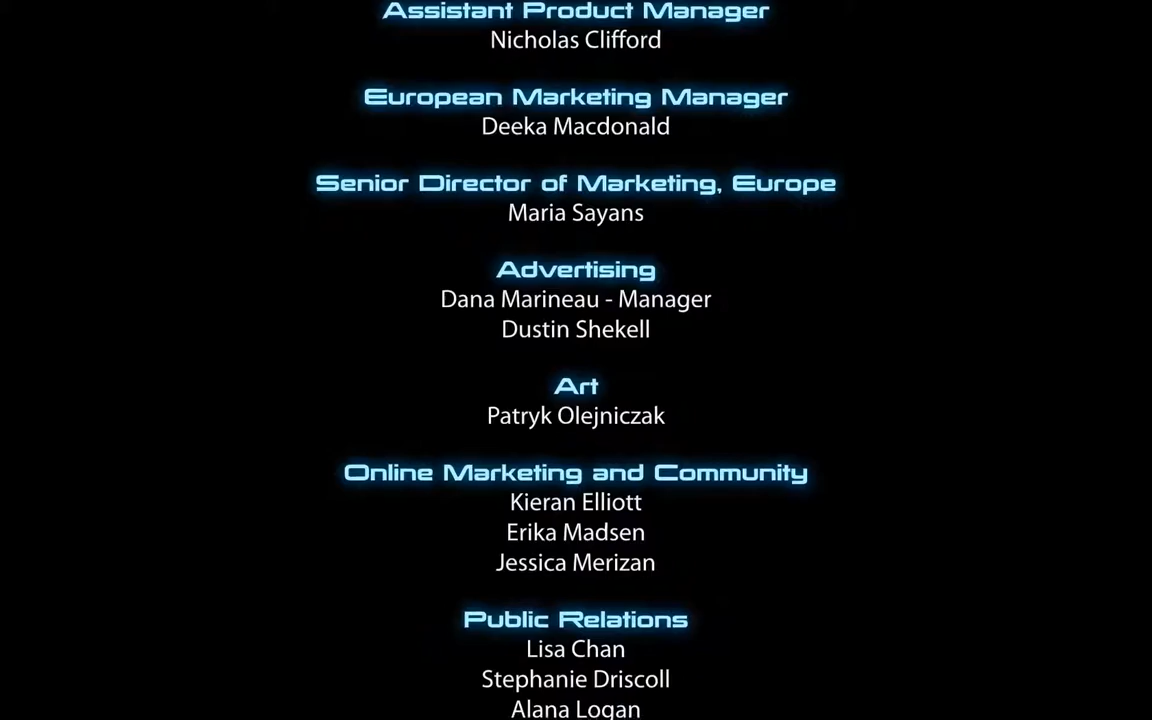 Assistant Product Manager
Nicholas Clifford
European Marketing Manager
Deeka Macdonald
Senior Director of Marketing, Europe
Maria Sayans
Advertising
Dana Marineau - Manager
Dustin Shekell
Art
Patryk Olejniczak
Online Marketing and Community
Kieran Elliott
Erika Madsen
Jessica Merizan
Public Relations
Lisa Chan
Stephanie Driscoll
Alana Logan